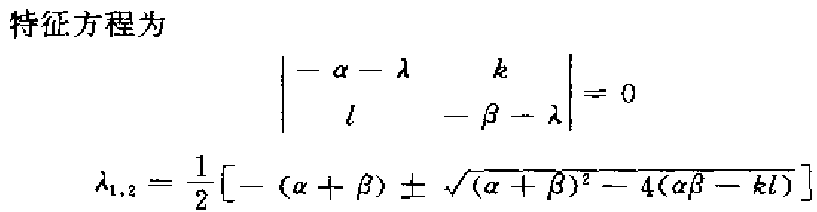 特征方程为
| -α-λ  k |
| l  -β-λ | = 0
λ₁,₂ = 1/2[-(α+β) ± √((α+β)² - 4(αβ-kl))]